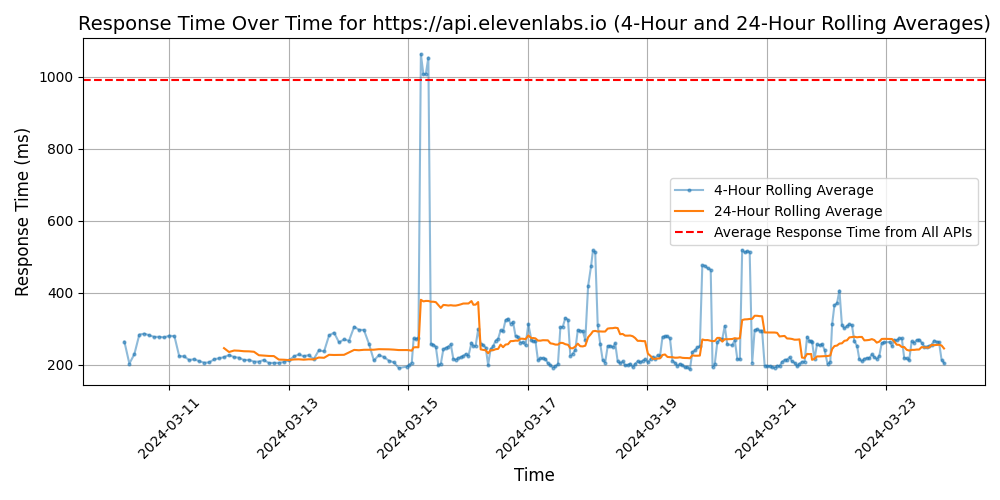 Response Time Over Time for https://api.elevenlabs.io (4-Hour and 24-Hour Rolling Averages)
Response Time (ms)
1000
800
600
400
200
4-Hour Rolling Average
24-Hour Rolling Average
Average Response Time from All APIs
2024-03-11
2024-03-13
2024-03-15
2024-03-17
2024-03-19
2024-03-21
2024-03-23
Time